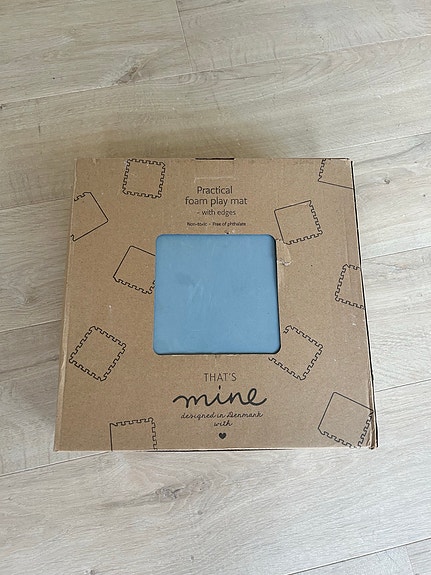 Practical
foam play mat
- with edges
Non-toxic - Free of phthalate
THAT'S
mine
designed in Denmark
with